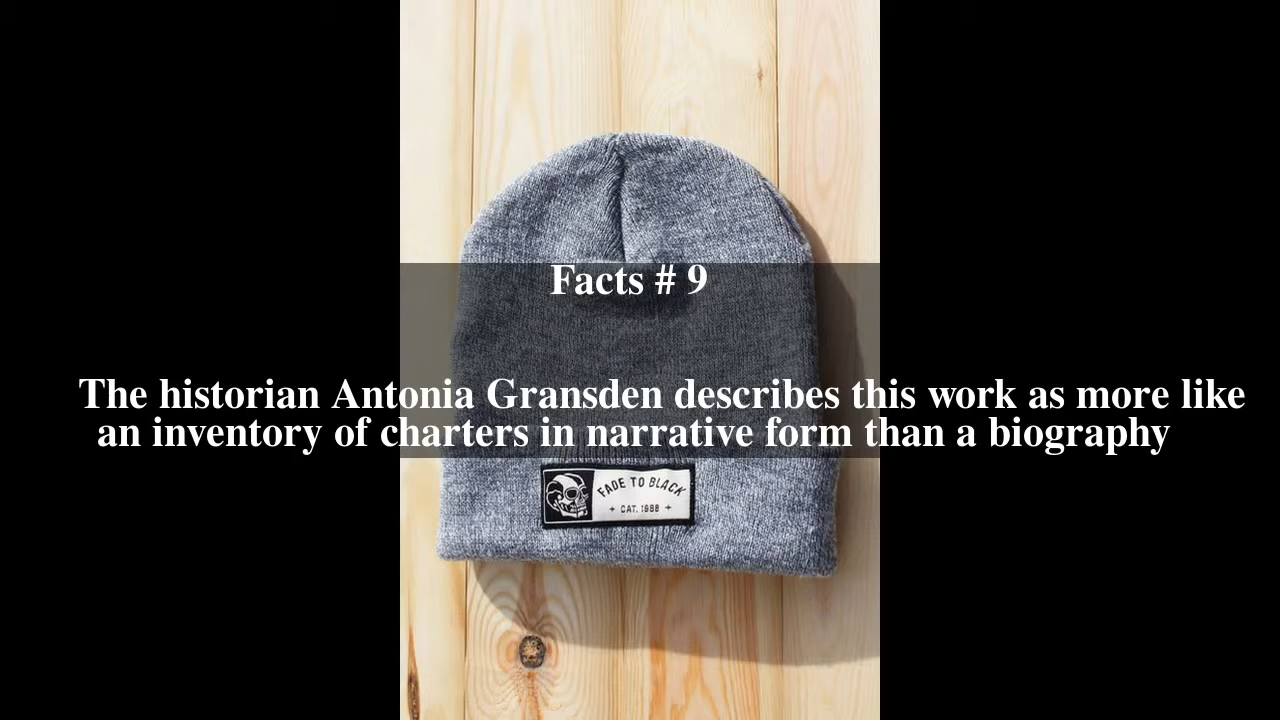 Facts # 9
The historian Antonia Gransden describes this work as more like
an inventory of charters in narrative form than a biography
FADE TO BLACK
+ CAT. 1988 +